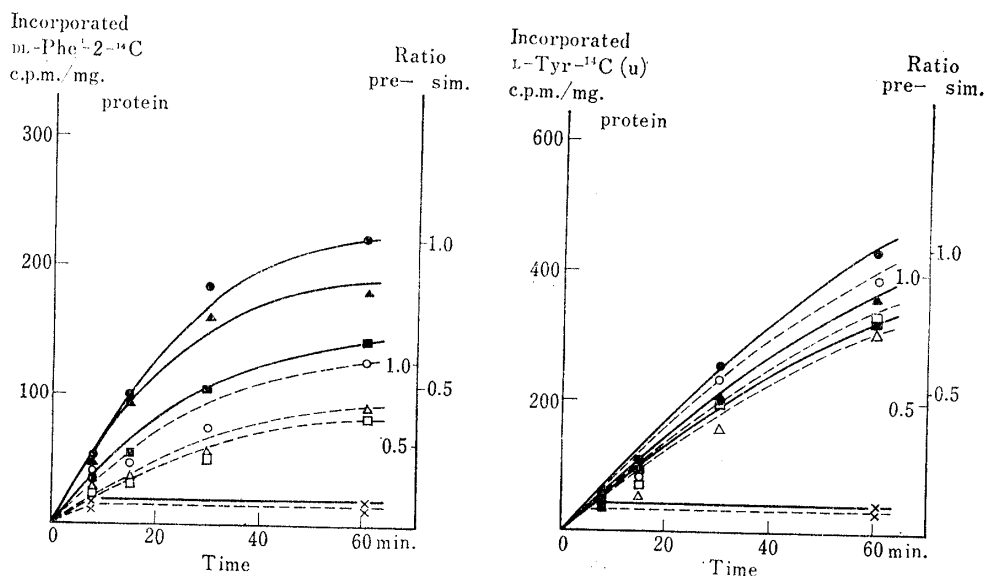 Incorporated
DL-Phe-2-¹⁴C
c.p.m./mg.
protein
Ratio
pre- sim.
300
200
100
1.0
1.0
0.5
0.5
0 20 40 60 min.
Time
Incorporated
L-Tyr-¹⁴C (u)
c.p.m./mg.
protein
Ratio
pre- sim.
600
400
200
1.0
1.0
0.5
0.5
0 20 40 60 min.
Time